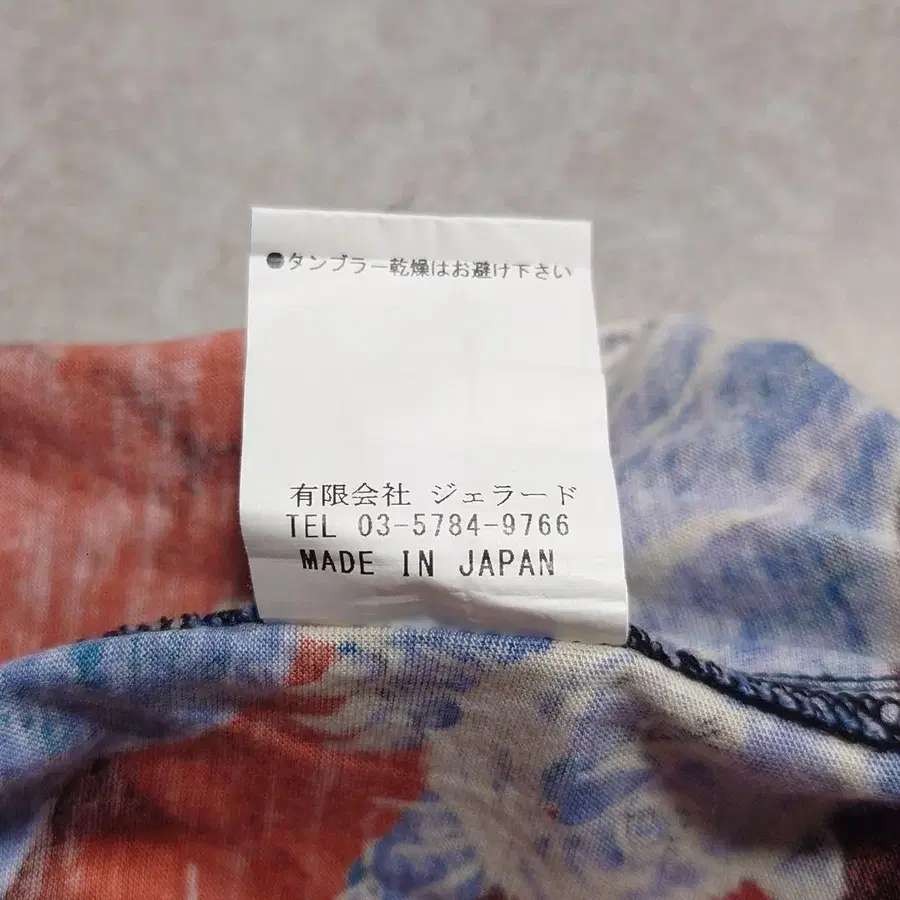 ●タンブラー乾燥はお避け下さい
有限会社 ジェラード
TEL 03-5784-9766
MADE IN JAPAN